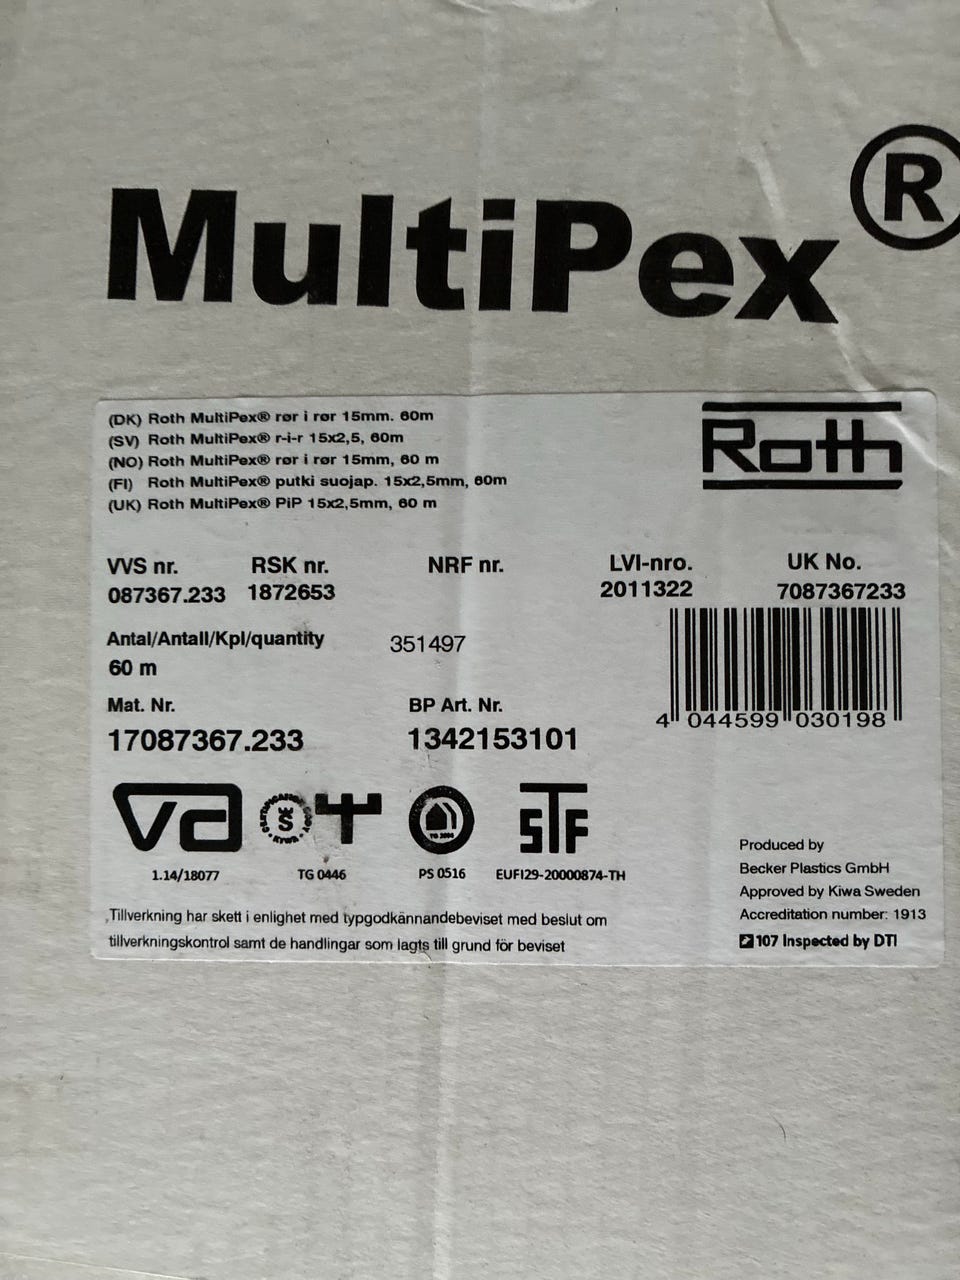 MultiPex®
(DK) Roth MultiPex® rør i rør 15mm. 60m
(SV) Roth MultiPex® r-i-r 15x2,5, 60m
(NO) Roth MultiPex® rør i rør 15mm, 60 m
(FI) Roth MultiPex® putki suojap. 15x2,5mm, 60m
(UK) Roth MultiPex® PiP 15x2,5mm, 60 m
Roth
VVS nr. RSK nr. NRF nr. LVI-nro. UK No.
087367.233 1872653 2011322 7087367233
Antal/Antall/Kpl/quantity 351497
60 m
4 044599 030198
Mat. Nr. BP Art. Nr.
17087367.233 1342153101
va STF
1.14/18077 TG 0446 PS 0516 EUFI29-20000874-TH
Tillverkning har skett i enlighet med typgodkännandebeviset med beslut om
tillverkningskontrol samt de handlingar som lagts till grund för beviset
Produced by
Becker Plastics GmbH
Approved by Kiwa Sweden
Accreditation number: 1913
107 Inspected by DTI